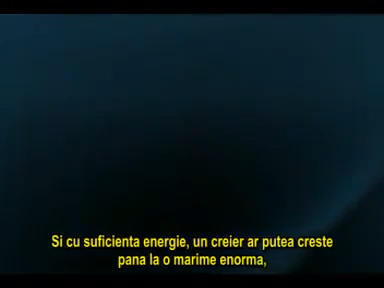 Si cu suficienta energie, un creier ar putea creste
pana la o marime enorma,